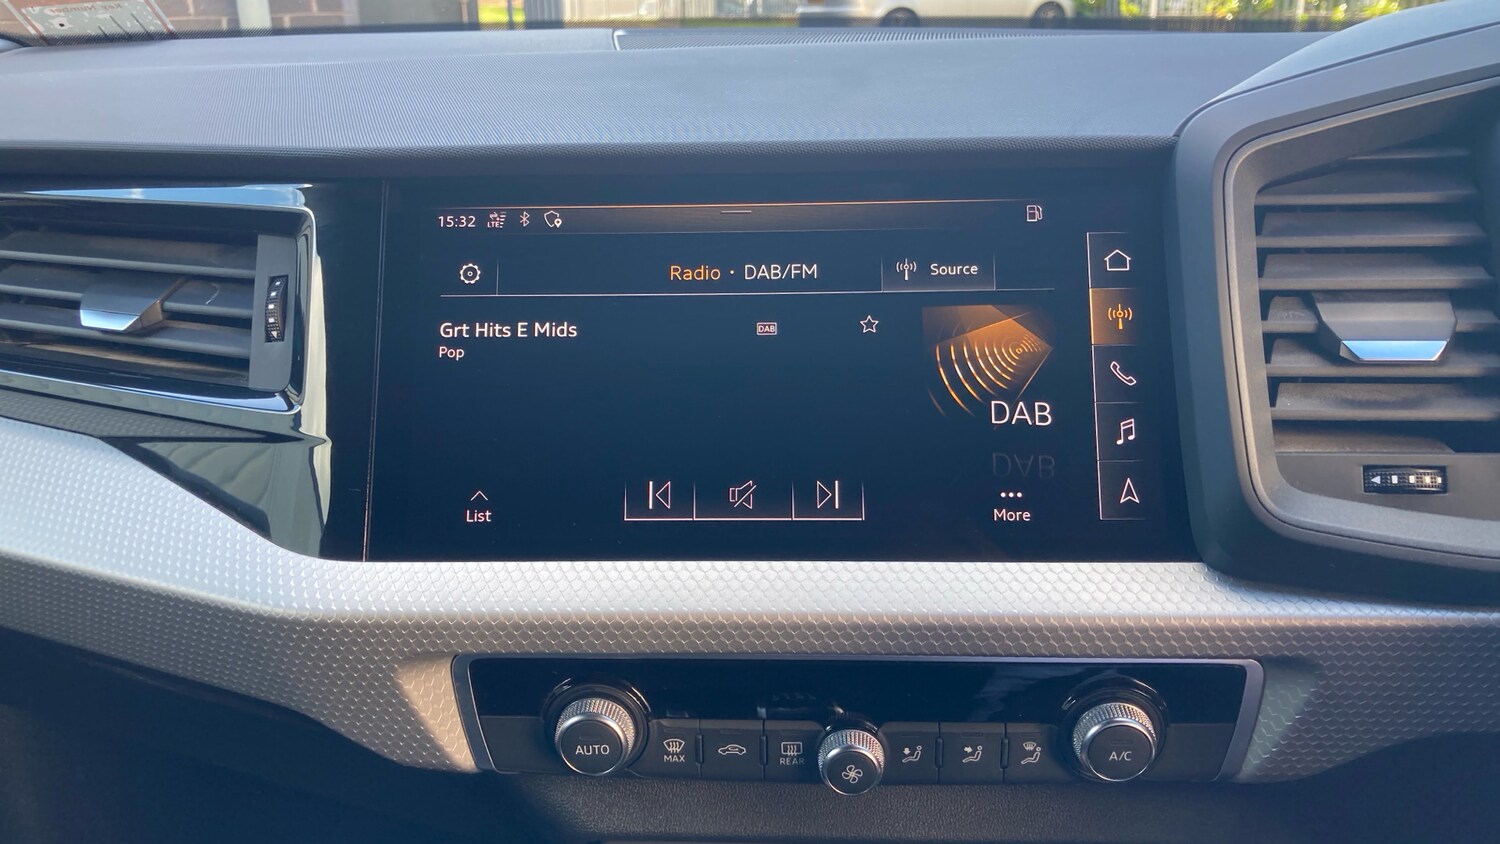 15:32 LTE
Radio · DAB/FM
Source
Grt Hits E Mids
DAB
Pop
DAB
List
More
AUTO
MAX
REAR
A/C